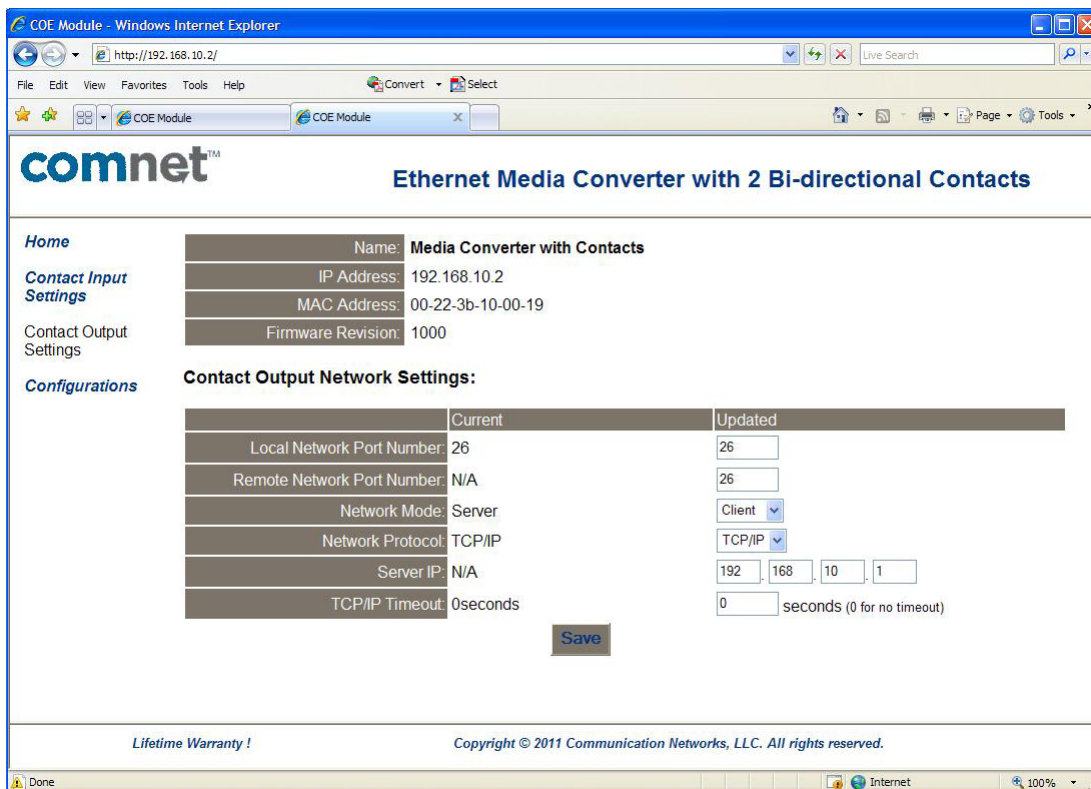 COE Module - Windows Internet Explorer
http://192.168.10.2/
Live Search
File Edit View Favorites Tools Help Convert Select
COE Module COE Module Page Tools
comnet™
Ethernet Media Converter with 2 Bi-directional Contacts
Home
Contact Input
Settings
Contact Output
Settings
Configurations
Name: Media Converter with Contacts
IP Address: 192.168.10.2
MAC Address: 00-22-3b-10-00-19
Firmware Revision: 1000
Contact Output Network Settings:
Current Updated
Local Network Port Number: 26 26
Remote Network Port Number: N/A 26
Network Mode: Server Client
Network Protocol: TCP/IP TCP/IP
Server IP: N/A 192 . 168 . 10 . 1
TCP/IP Timeout: 0seconds 0 seconds (0 for no timeout)
Save
Lifetime Warranty ! Copyright © 2011 Communication Networks, LLC. All rights reserved.
Done Internet 100%